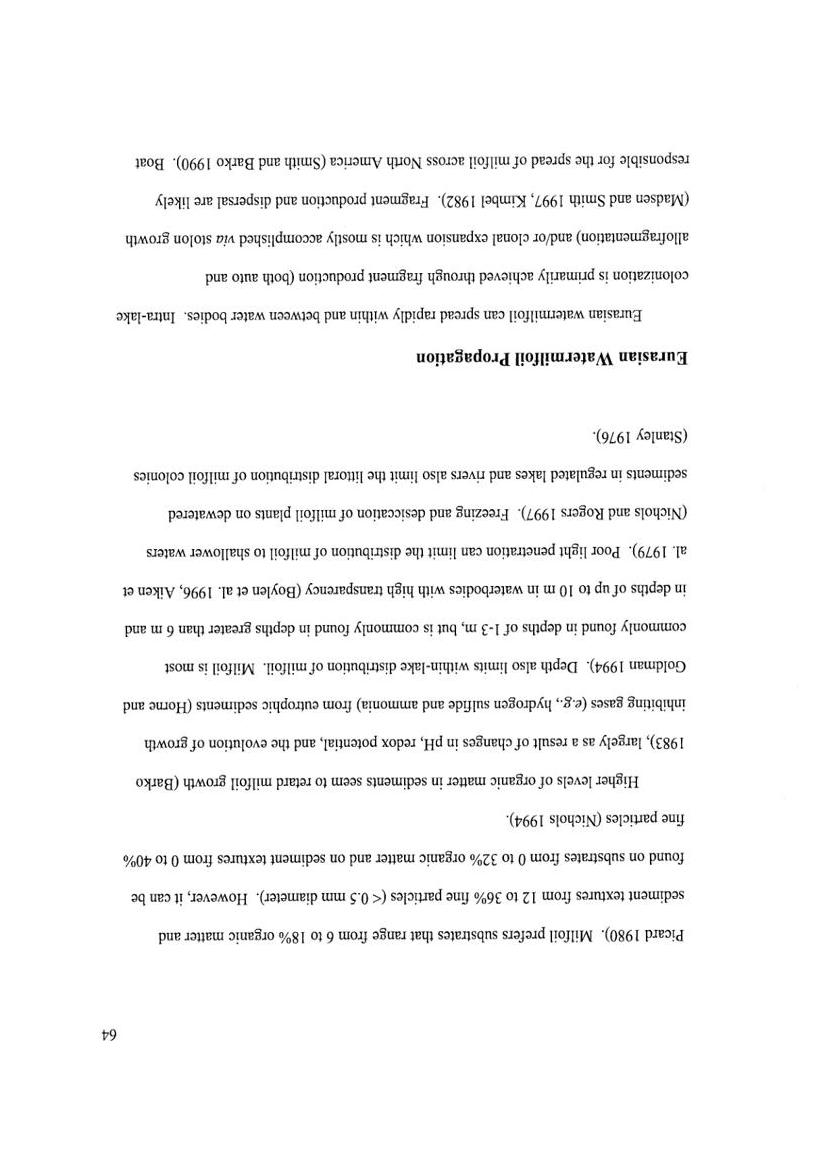 64
Picard 1980).  Milfoil prefers substrates that range from 6 to 18% organic matter and
sediment textures from 12 to 36% fine particles (< 0.5 mm diameter).  However, it can be
found on substrates from 0 to 32% organic matter and on sediment textures from 0 to 40%
fine particles (Nichols 1994).
Higher levels of organic matter in sediments seem to retard milfoil growth (Barko
1983), largely as a result of changes in pH, redox potential, and the evolution of growth
inhibiting gases (e.g., hydrogen sulfide and ammonia) from eutrophic sediments (Horne and
Goldman 1994).  Depth also limits within-lake distribution of milfoil.  Milfoil is most
commonly found in depths of 1-3 m, but is commonly found in depths greater than 6 m and
in depths of up to 10 m in waterbodies with high transparency (Boylen et al. 1996, Aiken et
al. 1979).  Poor light penetration can limit the distribution of milfoil to shallower waters
(Nichols and Rogers 1997).  Freezing and desication of milfoil plants on dewatered
sediments in regulated lakes and rivers also limit the littoral distribution of milfoil colonies
(Stanley 1976).
Eurasian Watermilfoil Propagation
Eurasian watermilfoil can spread rapidly within and between water bodies.  Intra-lake
colonization is primarily achieved through fragment production (both auto and
allofragmentation) and/or clonal expansion which is mostly accomplished via stolon growth
(Madsen and Smith 1997, Kimbel 1982).  Fragment production and dispersal are likely
responsible for the spread of milfoil across North America (Smith and Barko 1990).  Boat